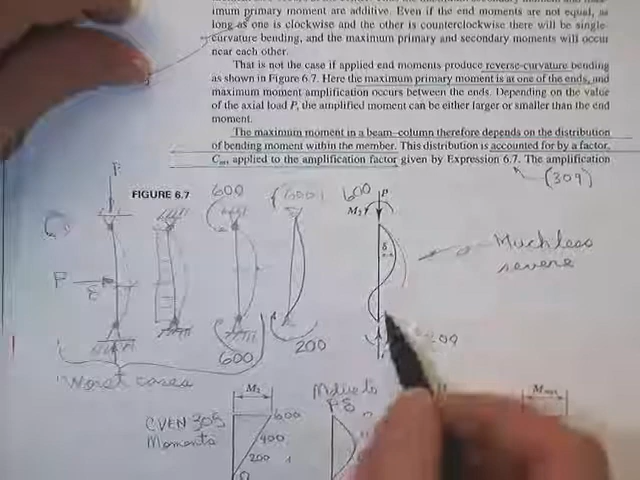 imum primary moment are additive. Even if the end moments are not equal, as
long as one is clockwise and the other is counterclockwise there will be single-
curvature bending, and the maximum primary and secondary moments will occur
near each other.
That is not the case if applied end moments produce reverse-curvature bending
as shown in Figure 6.7. Here the maximum primary moment is at one of the ends, and
maximum moment amplification occurs between the ends. Depending on the value
of the axial load P, the amplified moment can be either larger or smaller than the end
moment.
The maximum moment in a beam–column therefore depends on the distribution
of bending moment within the member. This distribution is accounted for by a factor,
Cm, applied to the amplification factor given by Expression 6.7. The amplification
(309)
P
FIGURE 6.7
600
600
600
P
M₂
δ
Much less
severe
P
600
200
200
Worst cases
M₂
M due to
Pδ
CVEN 305
Moments
600
400
200
0